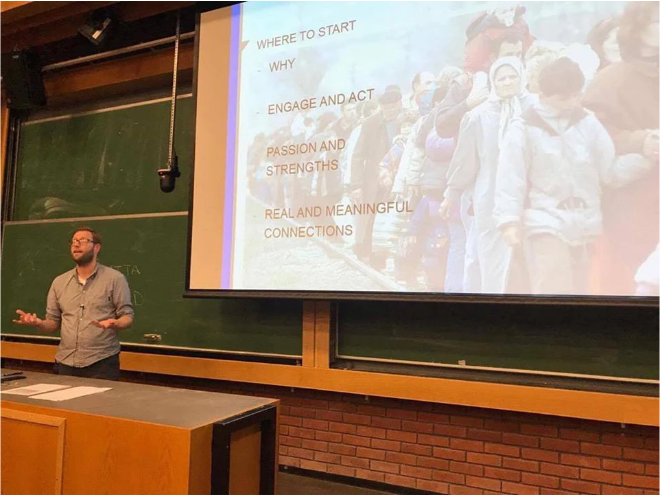 WHERE TO START
- WHY
- ENGAGE AND ACT
PASSION AND
STRENGTHS
- REAL AND MEANINGFUL
CONNECTIONS